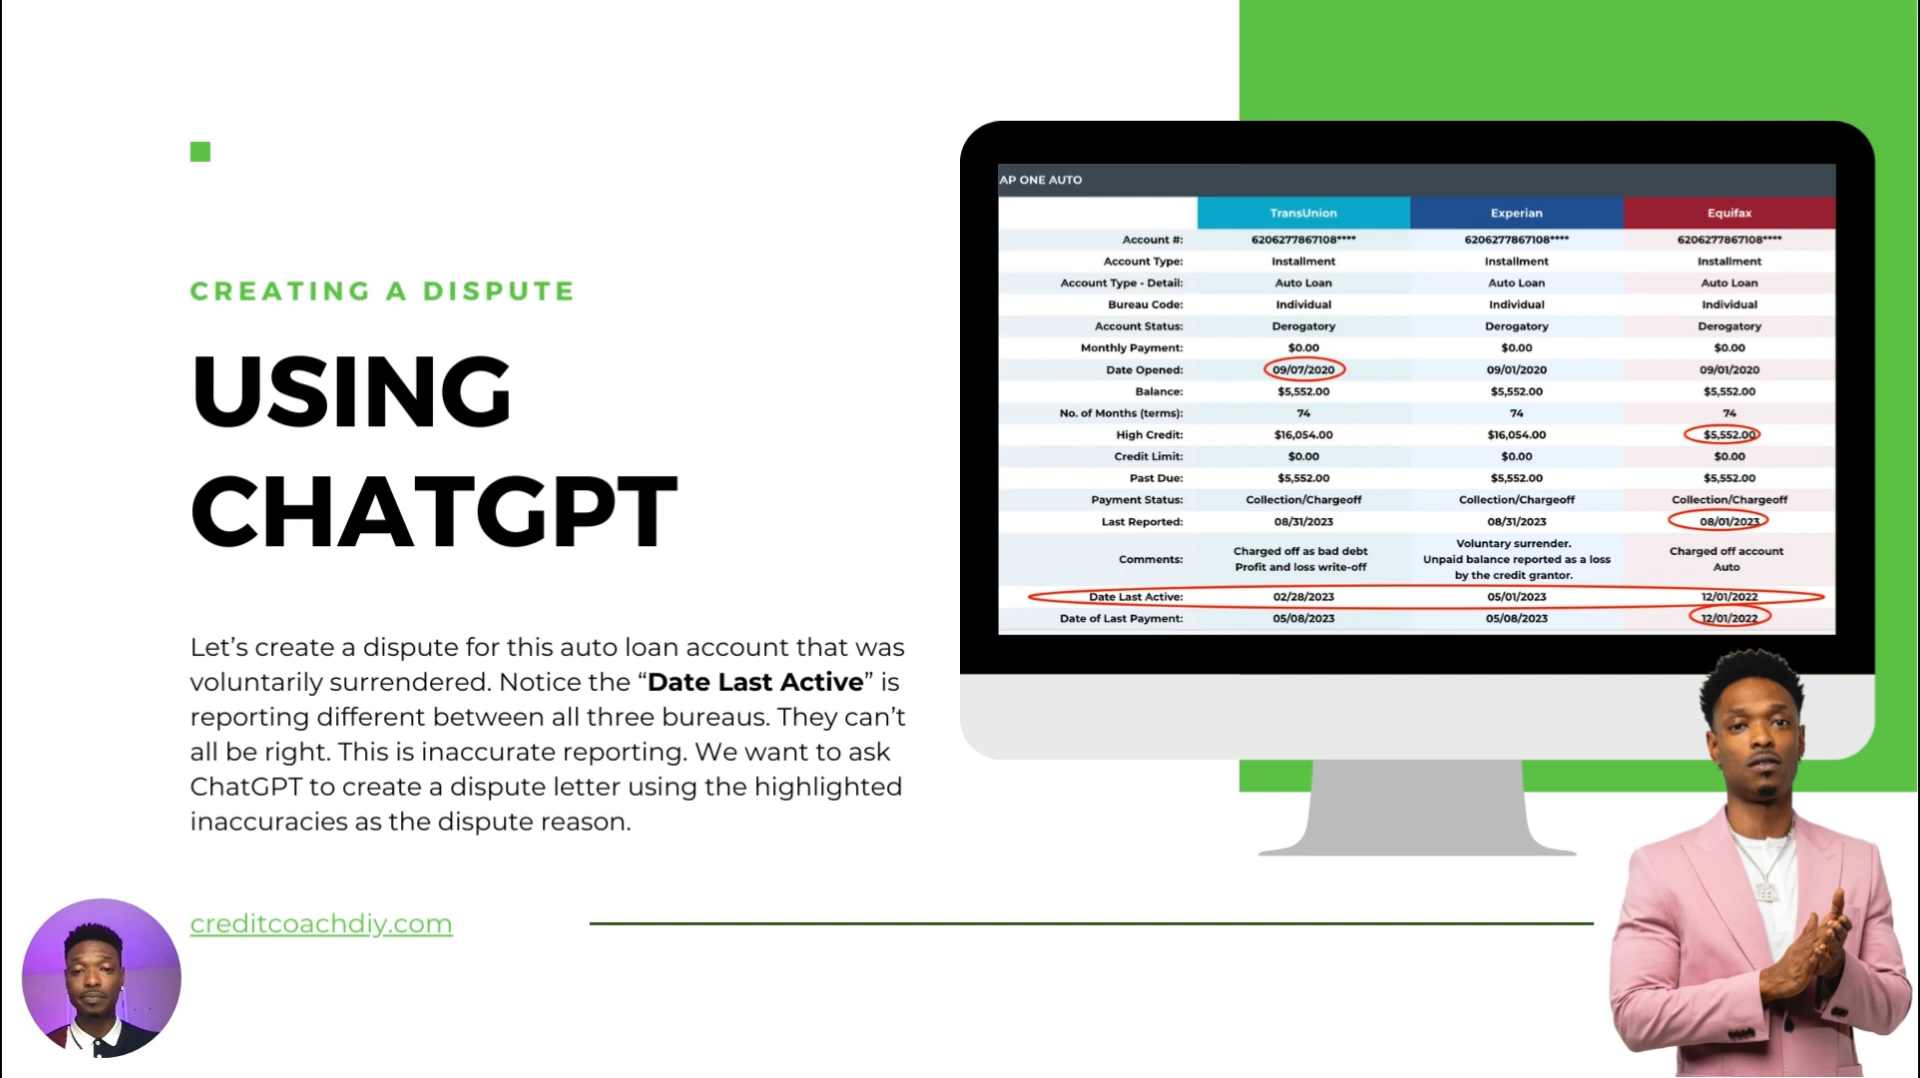 CREATING A DISPUTE
USING
CHATGPT
Let’s create a dispute for this auto loan account that was
voluntarily surrendered. Notice the “Date Last Active” is
reporting different between all three bureaus. They can’t
all be right. This is inaccurate reporting. We want to ask
ChatGPT to create a dispute letter using the highlighted
inaccuracies as the dispute reason.
creditcoachdiy.com
AP ONE AUTO
TransUnion Experian Equifax
Account #: 6206277867108**** 6206277867108**** 6206277867108****
Account Type: Installment Installment Installment
Account Type - Detail: Auto Loan Auto Loan Auto Loan
Bureau Code: Individual Individual Individual
Account Status: Derogatory Derogatory Derogatory
Monthly Payment: $0.00 $0.00 $0.00
Date Opened: 09/07/2020 09/01/2020 09/01/2020
Balance: $5,552.00 $5,552.00 $5,552.00
No. of Months (terms): 74 74 74
High Credit: $16,054.00 $16,054.00 $5,552.00
Credit Limit: $0.00 $0.00 $0.00
Past Due: $5,552.00 $5,552.00 $5,552.00
Payment Status: Collection/Chargeoff Collection/Chargeoff Collection/Chargeoff
Last Reported: 08/31/2023 08/31/2023 08/01/2023
Comments: Charged off as bad debt
Profit and loss write-off
Voluntary surrender.
Unpaid balance reported as a loss
by the credit grantor.
Charged off account
Auto
Date Last Active: 02/28/2023 05/01/2023 12/01/2022
Date of Last Payment: 05/08/2023 05/08/2023 12/01/2022